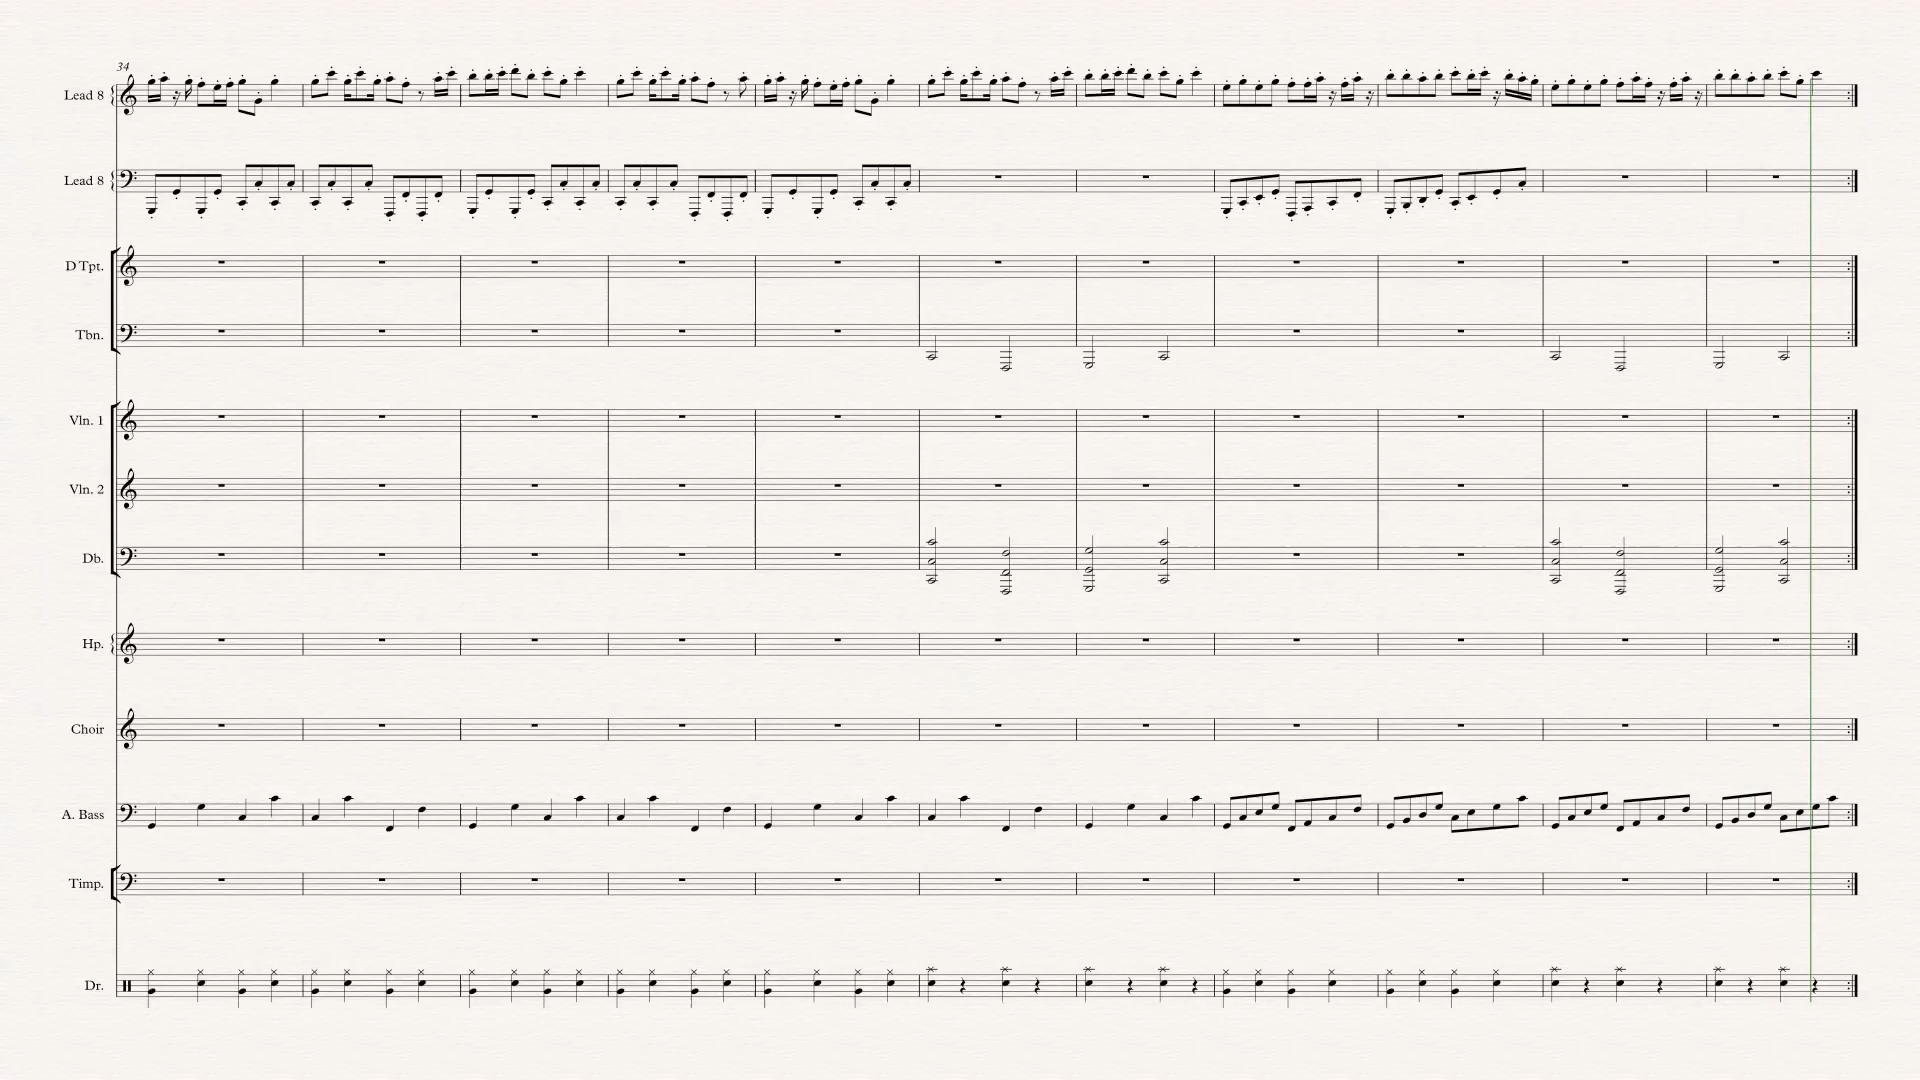 34
Lead 8
Lead 8
D Tpt.
Tbn.
Vln. 1
Vln. 2
Db.
Hp.
Choir
A. Bass
Timp.
Dr.